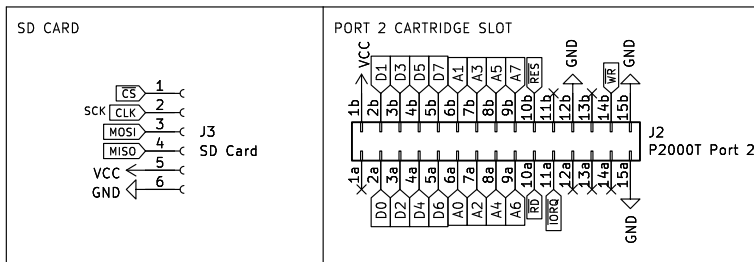 SD CARD
CS 1
SCK CLK 2
MOSI 3
MISO 4
VCC 5
GND 6
J3
SD Card
PORT 2 CARTRIDGE SLOT
VCC D1 D3 D5 D7 A1 A3 A5 A7 RES GND WR GND
1b 2b 3b 4b 5b 6b 7b 8b 9b 10b 11b 12b 13b 14b 15b
J2
P2000T Port 2
1a 2a 3a 4a 5a 6a 7a 8a 9a 10a 11a 12a 13a 14a 15a
D0 D2 D4 D6 A0 A2 A4 A6 RD IORQ GND